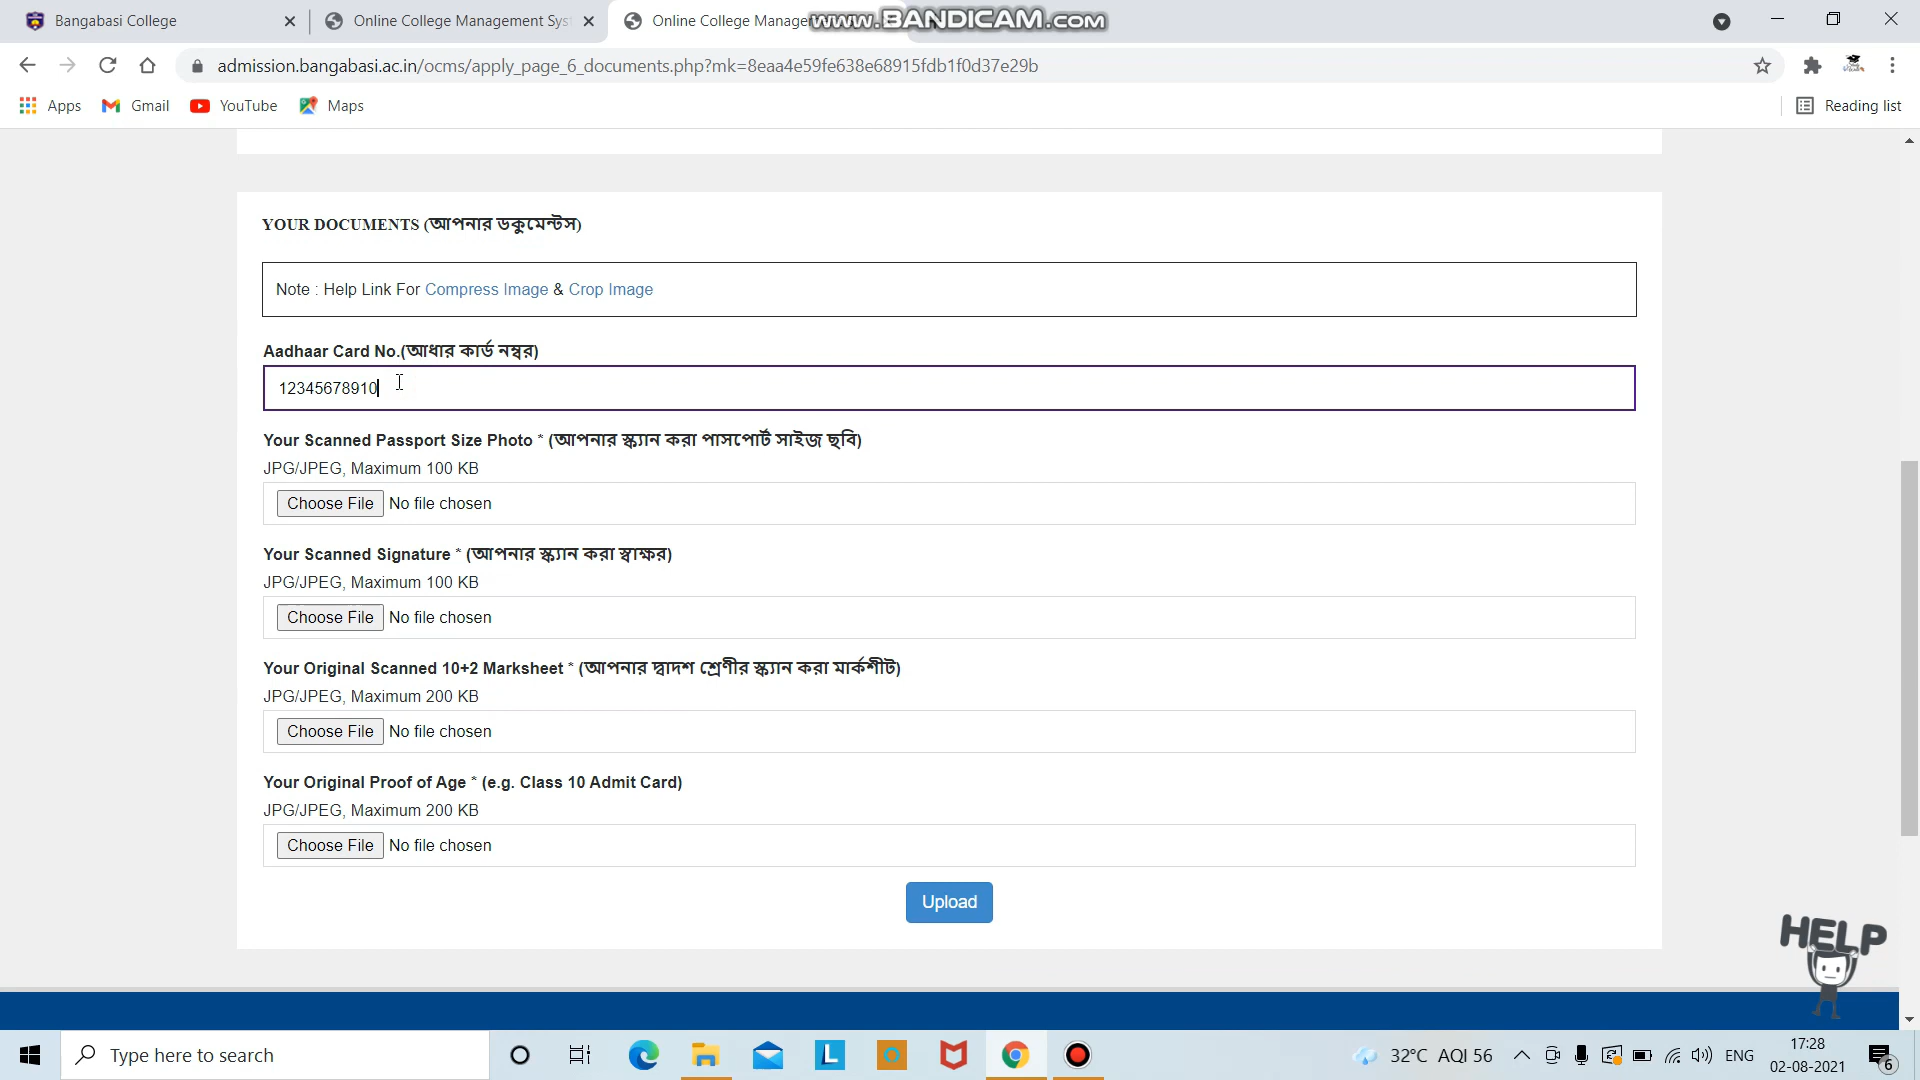 Bangabasi College
Online College Management Sys
Online College Manage
www.BANDICAM.com
admission.bangabasi.ac.in/ocms/apply_page_6_documents.php?mk=8eaa4e59fe638e68915fdb1f0d37e29b
Apps
Gmail
YouTube
Maps
Reading list
YOUR DOCUMENTS (আপনার ডকুমেন্টস)
Note : Help Link For Compress Image & Crop Image
Aadhaar Card No.(আধার কার্ড নম্বর)
12345678910
Your Scanned Passport Size Photo * (আপনার স্ক্যান করা পাসপোর্ট সাইজ ছবি)
JPG/JPEG, Maximum 100 KB
Choose File No file chosen
Your Scanned Signature * (আপনার স্ক্যান করা স্বাক্ষর)
JPG/JPEG, Maximum 100 KB
Choose File No file chosen
Your Original Scanned 10+2 Marksheet * (আপনার দ্বাদশ শ্রেণীর স্ক্যান করা মার্কশীট)
JPG/JPEG, Maximum 200 KB
Choose File No file chosen
Your Original Proof of Age * (e.g. Class 10 Admit Card)
JPG/JPEG, Maximum 200 KB
Choose File No file chosen
Upload
HELP
Type here to search
L
32°C AQI 56
ENG
17:28
02-08-2021
6